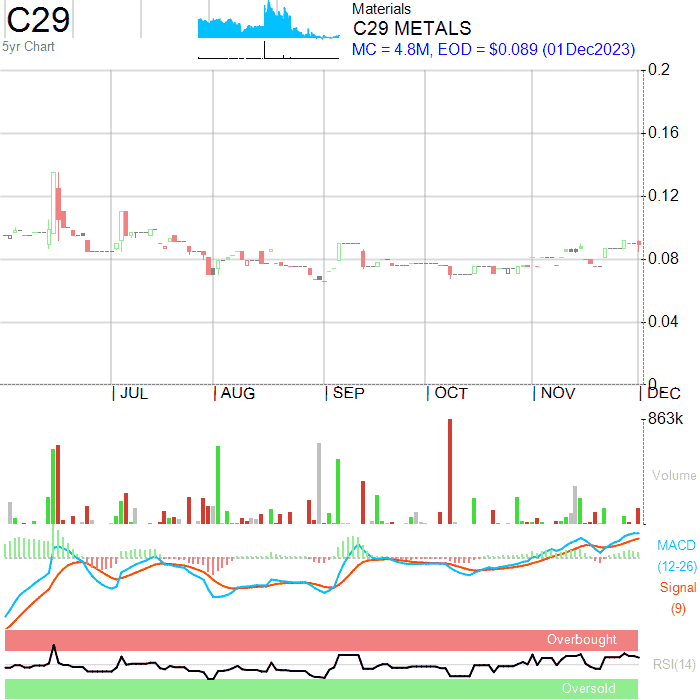 C29
5yr Chart
Materials
C29 METALS
MC = 4.8M, EOD = $0.089 (01Dec2023)
0.2
0.16
0.12
0.08
0.04
0
JUL AUG SEP OCT NOV DEC
863k
Volume
MACD
(12-26)
Signal
(9)
Overbought
RSI(14)
Oversold